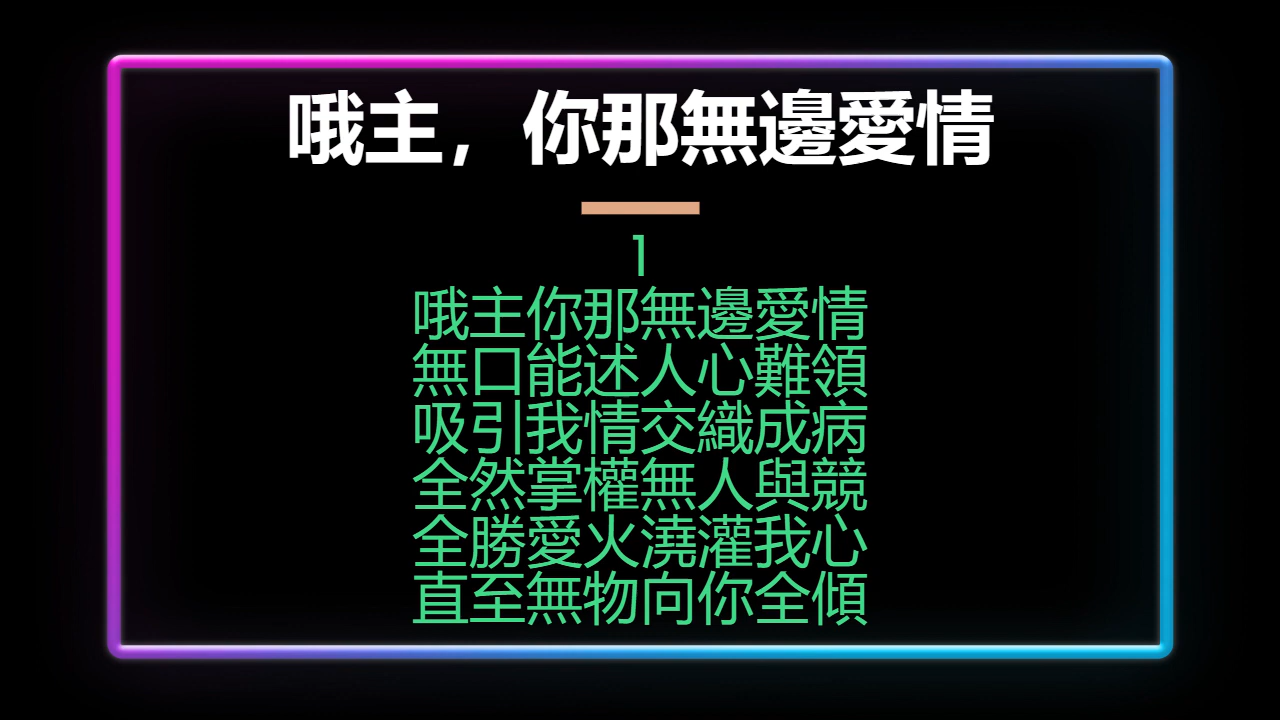 哦主，你那無邊愛情
1
哦主你那無邊愛情
無口能述人心難領
吸引我情交織成病
全然掌權無人與競
全勝愛火澆灌我心
直至無物向你全傾